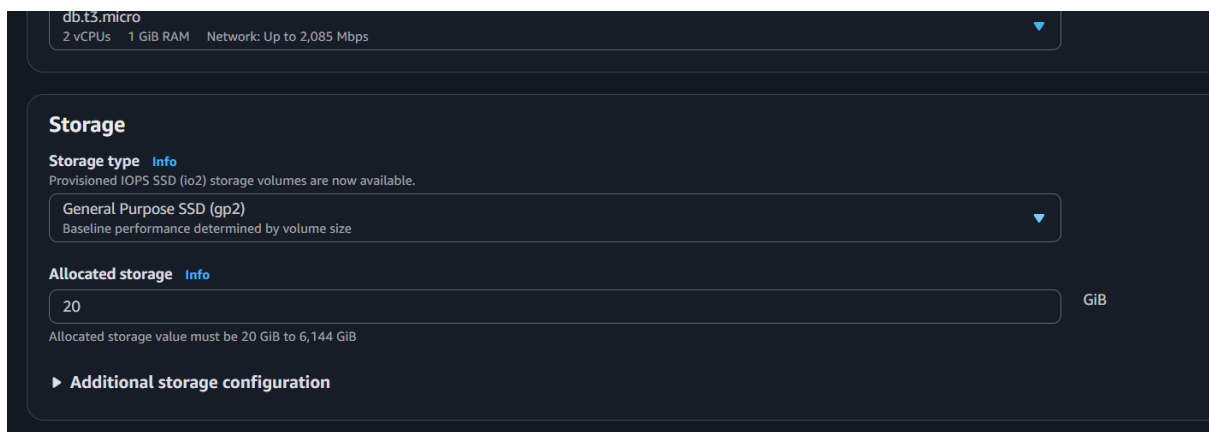 db.t3.micro
2 vCPUs 1 GiB RAM Network: Up to 2,085 Mbps
Storage
Storage type Info
Provisioned IOPS SSD (io2) storage volumes are now available.
General Purpose SSD (gp2)
Baseline performance determined by volume size
Allocated storage Info
20
GiB
Allocated storage value must be 20 GiB to 6,144 GiB
Additional storage configuration